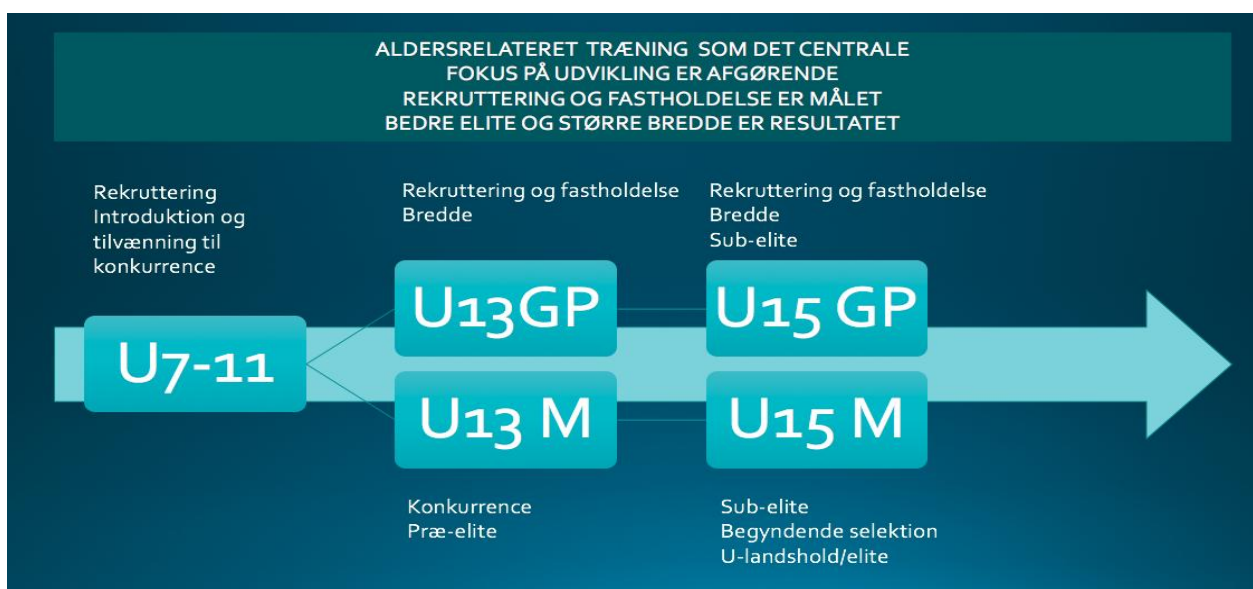 ALDERSRELATERET TRÆNING SOM DET CENTRALE
FOKUS PÅ UDVIKLING ER AFGØRENDE
REKRUTTERING OG FASTHOLDELSE ER MÅLET
BEDRE ELITE OG STØRRE BREDDE ER RESULTATET
Rekruttering
Introduktion og
tilvænning til
konkurrence
Rekruttering og fastholdelse
Bredde
Rekruttering og fastholdelse
Bredde
Sub-elite
U7-11
U13GP
U15 GP
U13 M
U15 M
Konkurrence
Præ-elite
Sub-elite
Begyndende selektion
U-landshold/elite